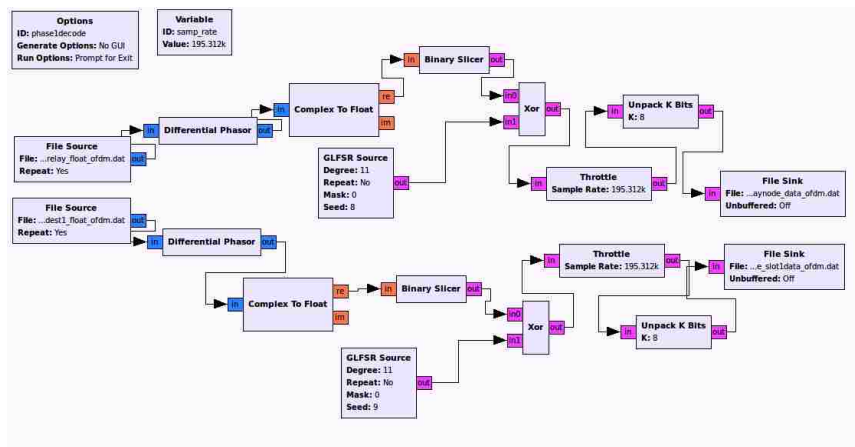 Options
ID: phase1decode
Generate Options: No GUI
Run Options: Prompt for Exit
Variable
ID: samp_rate
Value: 195.312k
File Source
File: ...relay_float_ofdm.dat
Repeat: Yes
out
in
Differential Phasor
out
in
Complex To Float
re
im
in
Binary Slicer
out
GLFSR Source
Degree: 11
Repeat: No
Mask: 0
Seed: 8
out
in0
in1
Xor
out
in
Throttle
Sample Rate: 195.312k
out
in
Unpack K Bits
K: 8
out
in
File Sink
File: ...aynode_data_ofdm.dat
Unbuffered: Off
File Source
File: ...dest1_float_ofdm.dat
Repeat: Yes
out
in
Differential Phasor
out
in
Complex To Float
re
im
in
Binary Slicer
out
GLFSR Source
Degree: 11
Repeat: No
Mask: 0
Seed: 9
out
in0
in1
Xor
out
in
Throttle
Sample Rate: 195.312k
out
in
Unpack K Bits
K: 8
out
in
File Sink
File: ...e_slot1data_ofdm.dat
Unbuffered: Off